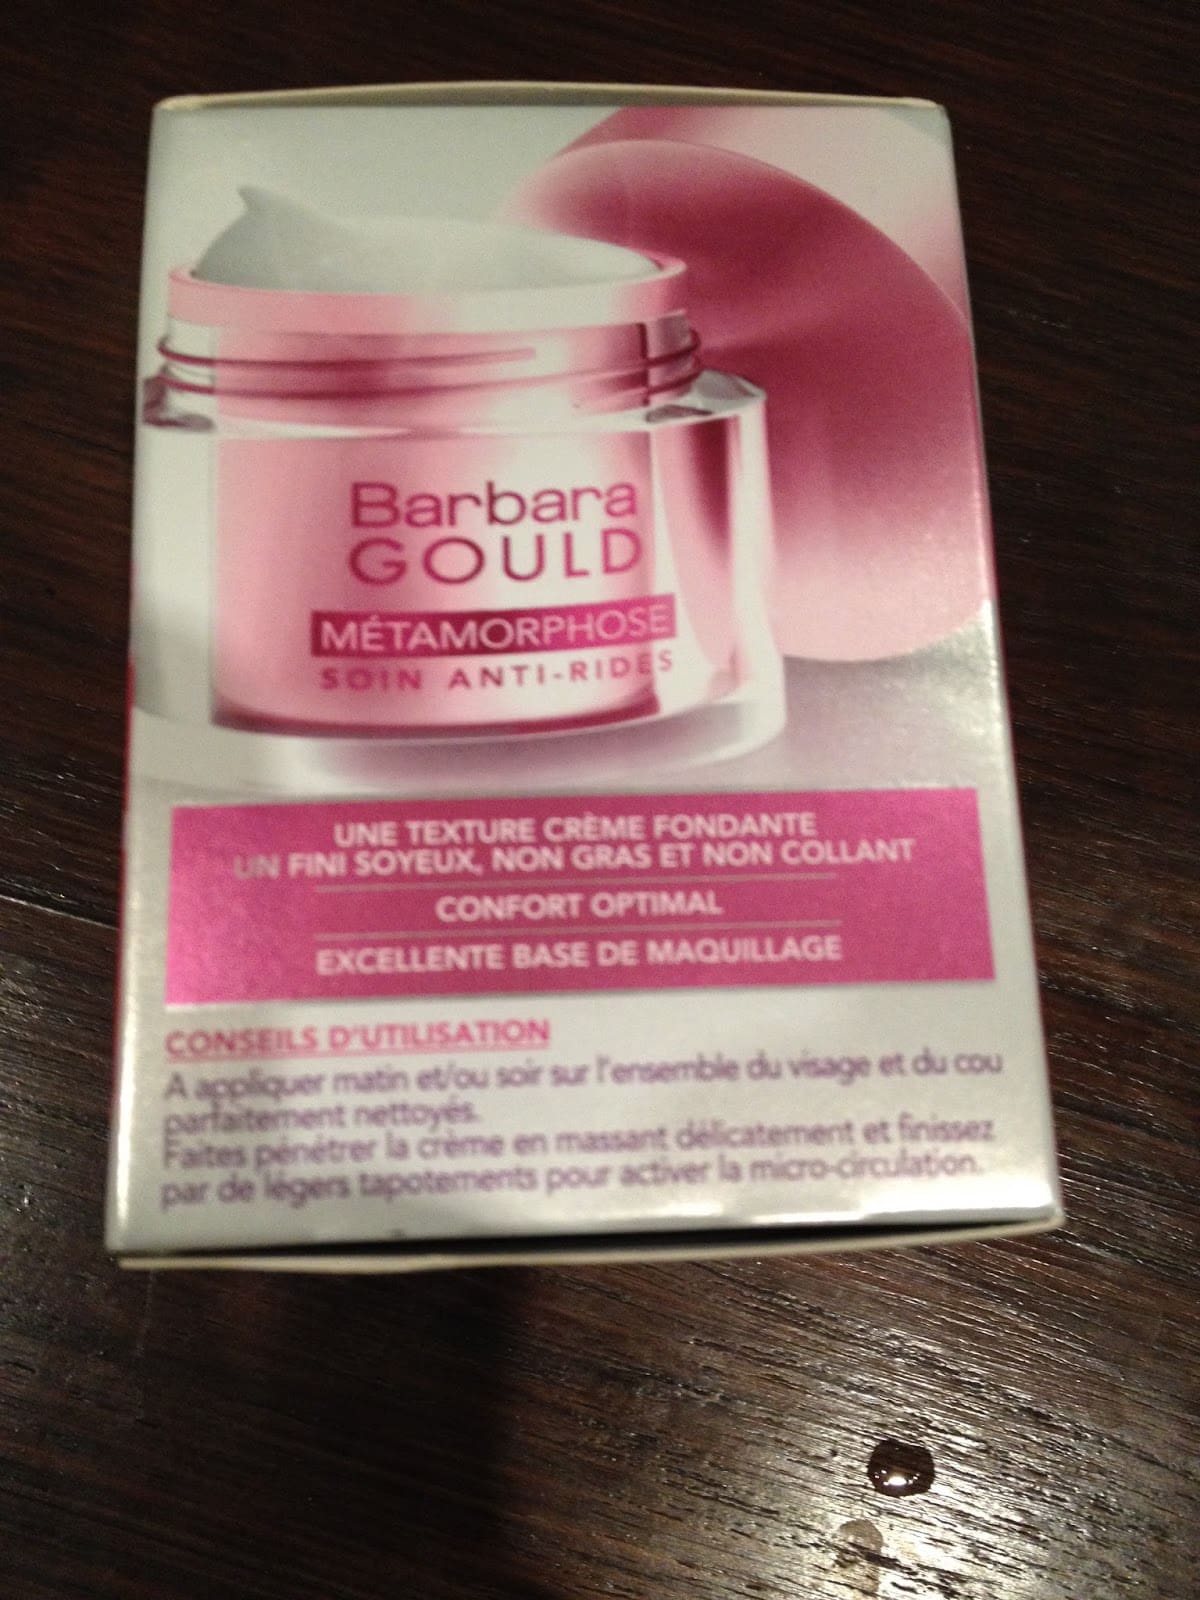 Barbara
GOULD
MÉTAMORPHOSE
SOIN ANTI-RIDES
UNE TEXTURE CRÈME FONDANTE
UN FINI SOYEUX, NON GRAS ET NON COLLANT
CONFORT OPTIMAL
EXCELLENTE BASE DE MAQUILLAGE
CONSEILS D'UTILISATION
A appliquer matin et/ou soir sur l'ensemble du visage et du cou
parfaitement nettoyés.
Faites pénétrer la crème en massant délicatement et finissez
par de légers tapotements pour activer la micro-circulation.